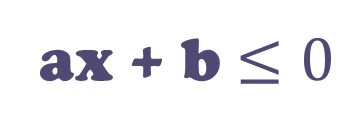 ax + b ≤ 0